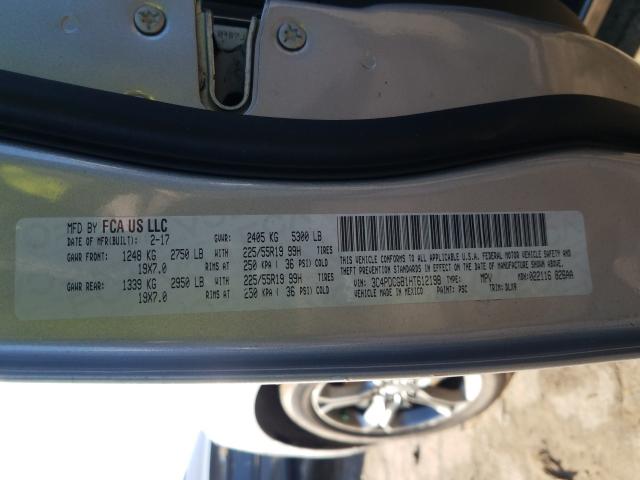 MFD BY FCA US LLC
DATE OF MFR(BUILT): 2-17 GVWR: 2405 KG 5300 LB
GAWR FRONT: 1248 KG 2750 LB WITH 225/55R19 99H TIRES
19X7.0 RIMS AT 250 KPA ( 36 PSI) COLD
GAWR REAR: 1339 KG 2950 LB WITH 225/55R19 99H TIRES
19X7.0 RIMS AT 250 KPA ( 36 PSI) COLD
THIS VEHICLE CONFORMS TO ALL APPLICABLE U.S.A. FEDERAL MOTOR VEHICLE SAFETY AND
THEFT PREVENTION STANDARDS IN EFFECT ON THE DATE OF MANUFACTURE SHOWN ABOVE.
VIN: 3C4PDCGB1HT612198 TYPE: MPV MDH:022116 829AA
VEHICLE MADE IN MEXICO PAINT: PSC TRIM: DLX9